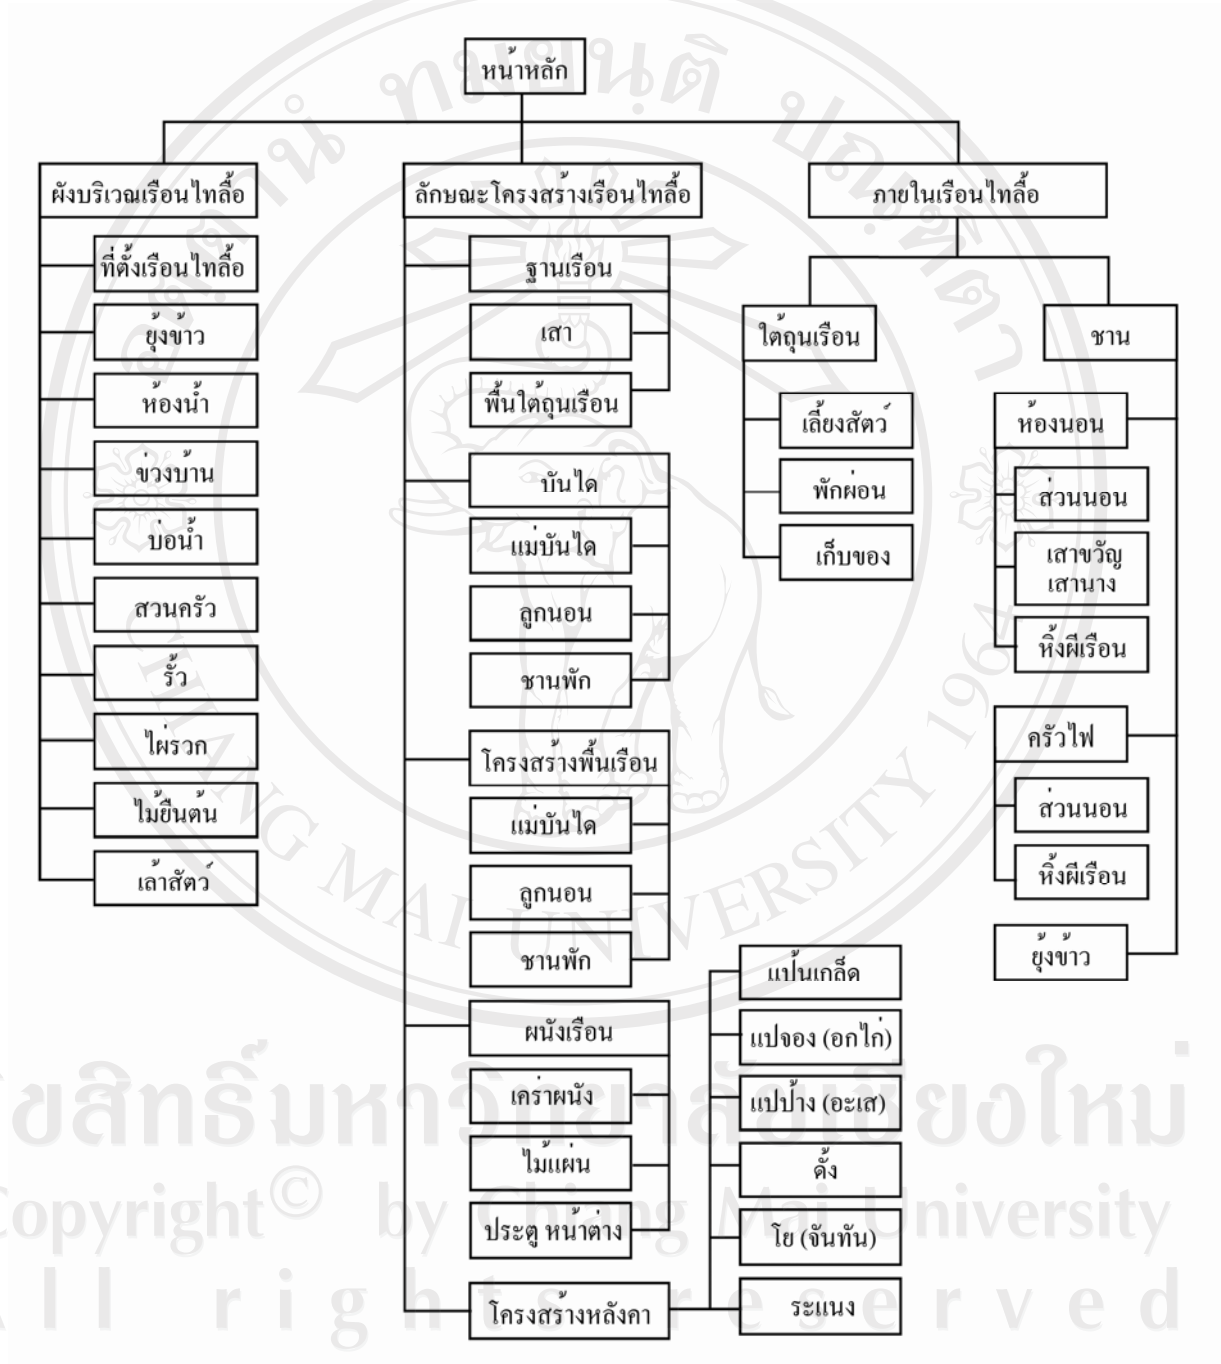 หน้าหลัก
ผังบริเวณเรือนไทลื้อ
ที่ตั้งเรือนไทลื้อ
ยุ้งข้าว
ห้องน้ำ
ข่วงบ้าน
บ่อน้ำ
สวนครัว
รั้ว
ไผ่รวก
ไม้ยืนต้น
เล้าสัตว์
ลักษณะโครงสร้างเรือนไทลื้อ
ฐานเรือน
เสา
พื้นใต้ถุนเรือน
บันได
แม่บันได
ลูกนอน
ชานพัก
โครงสร้างพื้นเรือน
แม่บันได
ลูกนอน
ชานพัก
ผนังเรือน
เคร่าผนัง
ไม้แผ่น
ประตู หน้าต่าง
โครงสร้างหลังคา
แป้นเกล็ด
แปจอง (อกไก่)
แปป้าง (อะเส)
ดั้ง
โย (จันทัน)
ระแนง
ภายในเรือนไทลื้อ
ใต้ถุนเรือน
เลี้ยงสัตว์
พักผ่อน
เก็บของ
ชาน
ห้องนอน
ส่วนนอน
เสาขวัญ
เสานาง
หิ้งผีเรือน
ครัวไฟ
ส่วนนอน
หิ้งผีเรือน
ยุ้งข้าว
CHIANG MAI UNIVERSITY 1964
ขสิทธิ์มหาวิทยาลัยเชียงใหม่
opyright© by Chiang Mai University
ll rights reserved